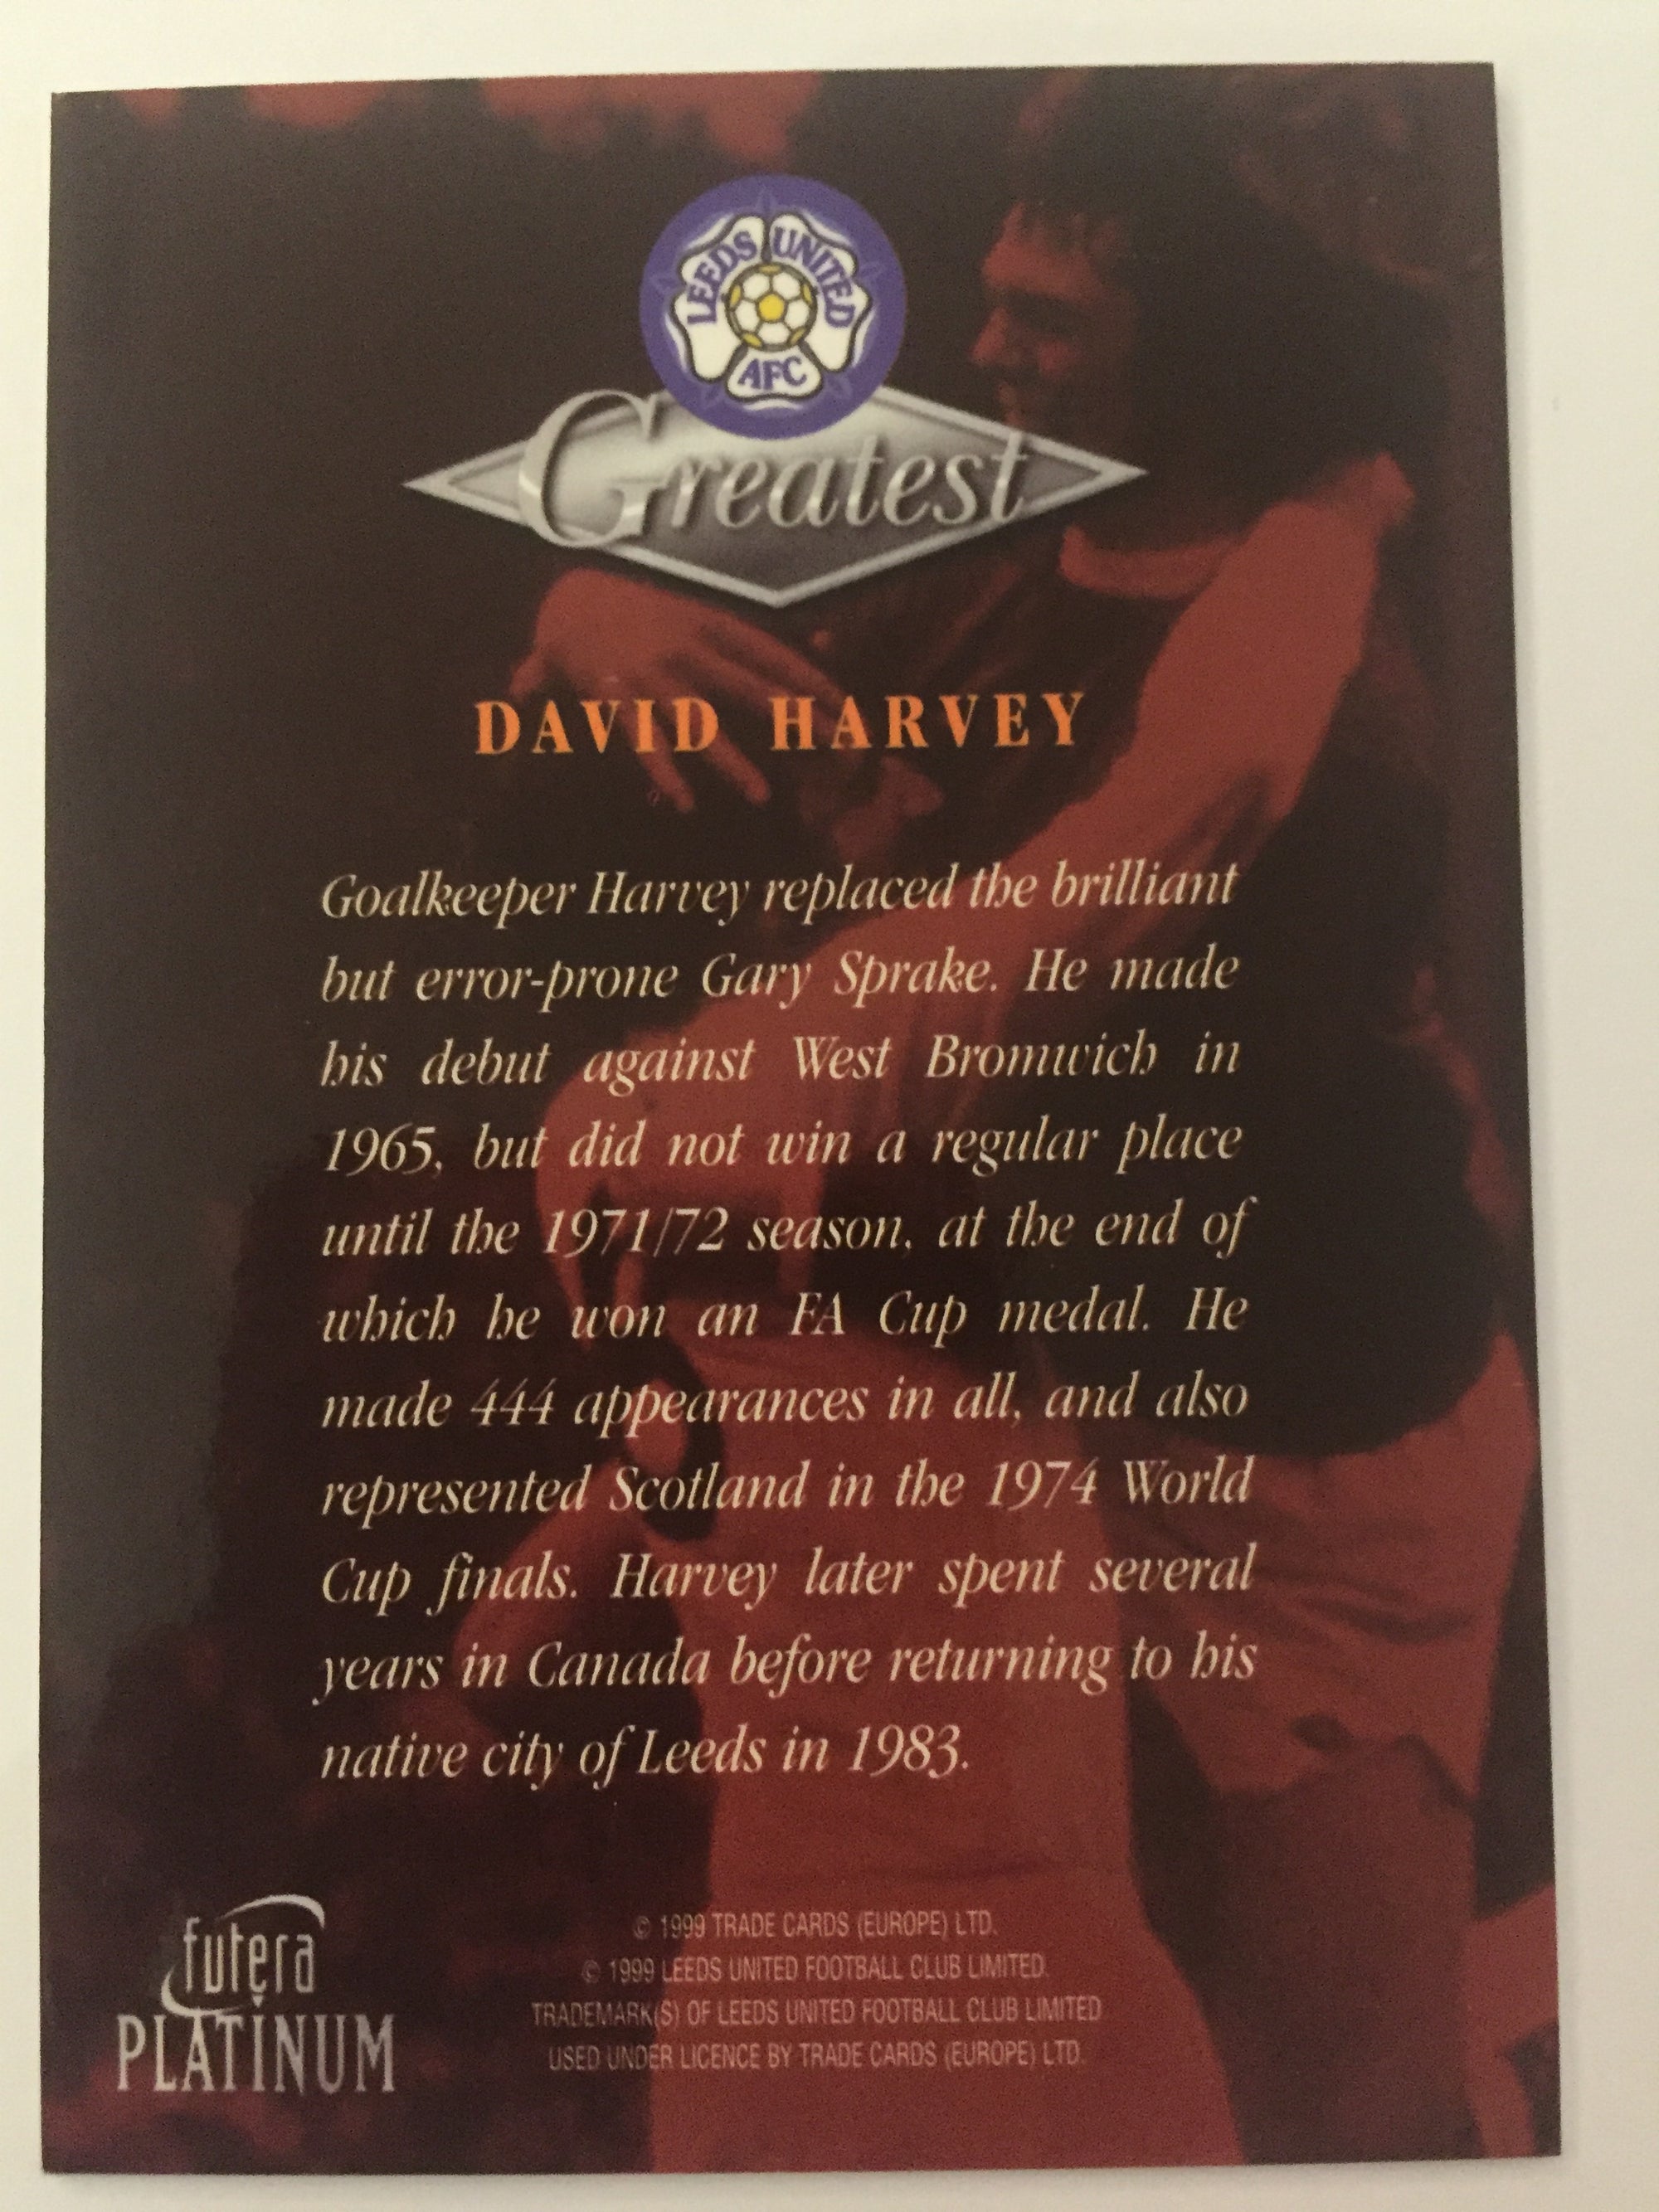 LEEDS UNITED
AFC
Greatest
DAVID HARVEY
Goalkeeper Harvey replaced the brilliant
but error-prone Gary Sprake. He made
his debut against West Bromwich in
1965, but did not win a regular place
until the 1971/72 season, at the end of
which he won an FA Cup medal. He
made 444 appearances in all, and also
represented Scotland in the 1974 World
Cup finals. Harvey later spent several
years in Canada before returning to his
native city of Leeds in 1983.
futera
PLATINUM
© 1999 TRADE CARDS (EUROPE) LTD.
© 1999 LEEDS UNITED FOOTBALL CLUB LIMITED.
TRADEMARK(S) OF LEEDS UNITED FOOTBALL CLUB LIMITED
USED UNDER LICENCE BY TRADE CARDS (EUROPE) LTD.